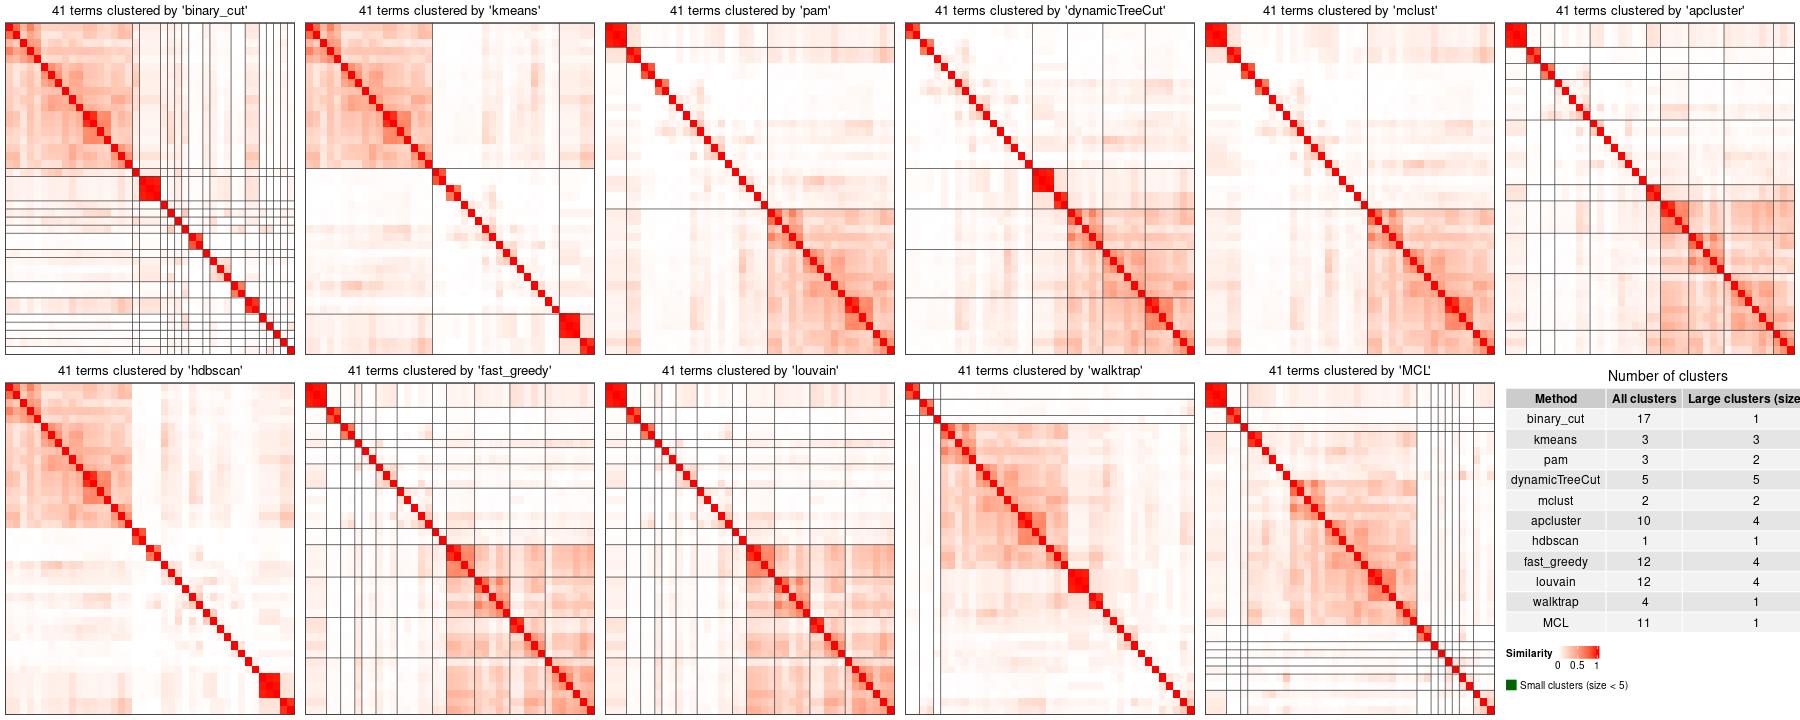 41 terms clustered by 'binary_cut'
41 terms clustered by 'kmeans'
41 terms clustered by 'pam'
41 terms clustered by 'dynamicTreeCut'
41 terms clustered by 'mclust'
41 terms clustered by 'apcluster'
41 terms clustered by 'hdbscan'
41 terms clustered by 'fast_greedy'
41 terms clustered by 'louvain'
41 terms clustered by 'walktrap'
41 terms clustered by 'MCL'
Number of clusters
Method All clusters Large clusters (size
binary_cut 17 1
kmeans 3 3
pam 3 2
dynamicTreeCut 5 5
mclust 2 2
apcluster 10 4
hdbscan 1 1
fast_greedy 12 4
louvain 12 4
walktrap 4 1
MCL 11 1
Similarity
0 0.5 1
Small clusters (size < 5)